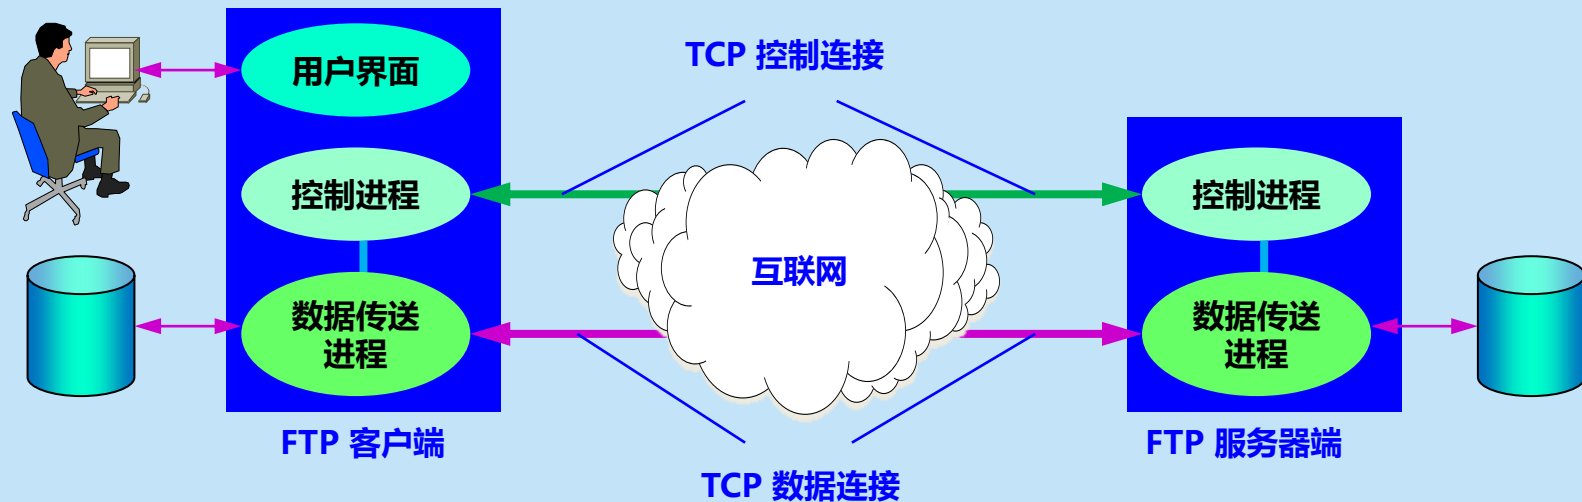 TCP 控制连接
用户界面
控制进程
控制进程
互联网
数据传送
进程
数据传送
进程
FTP 客户端
FTP 服务器端
TCP 数据连接